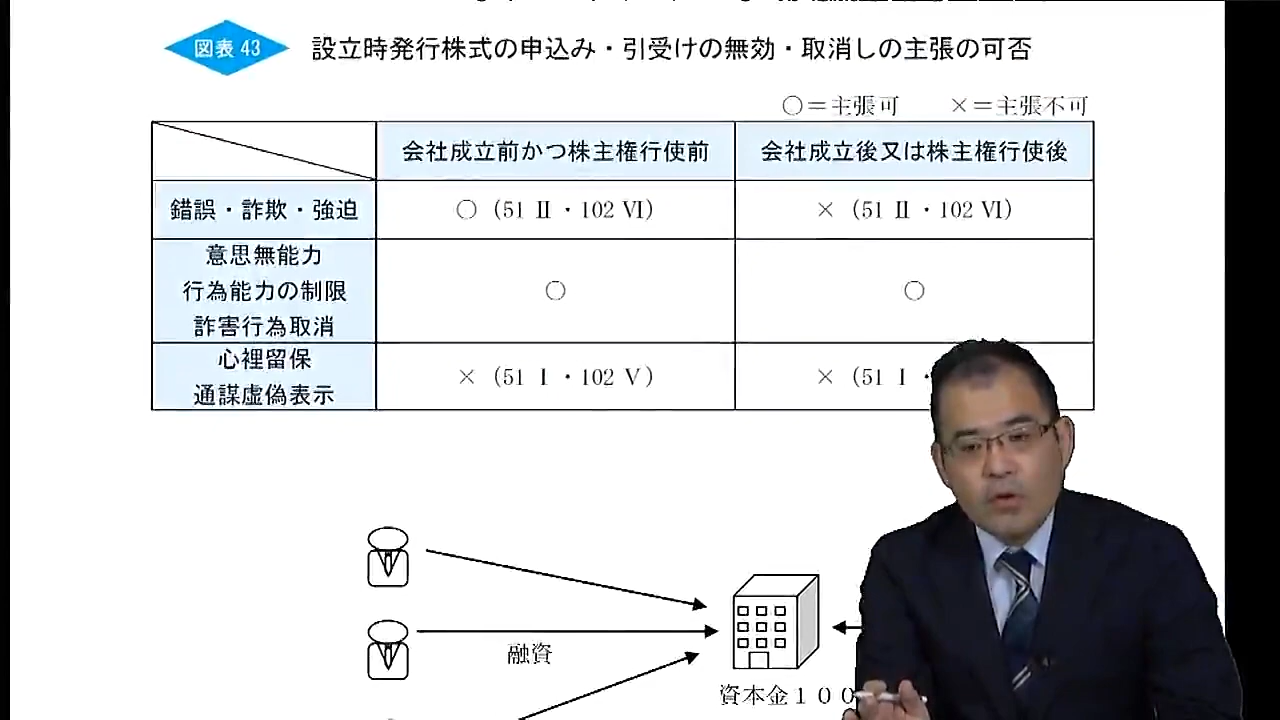 図表 43
設立時発行株式の申込み・引受けの無効・取消しの主張の可否
○＝主張可　×＝主張不可
会社成立前かつ株主権行使前
会社成立後又は株主権行使後
錯誤・詐欺・強迫
○（51 Ⅱ・102 Ⅵ）
×（51 Ⅱ・102 Ⅵ）
意思無能力
行為能力の制限
詐害行為取消
○
○
心裡留保
通謀虚偽表示
×（51 Ⅰ・102 Ⅴ）
×（51 Ⅰ・
融資
資本金１００